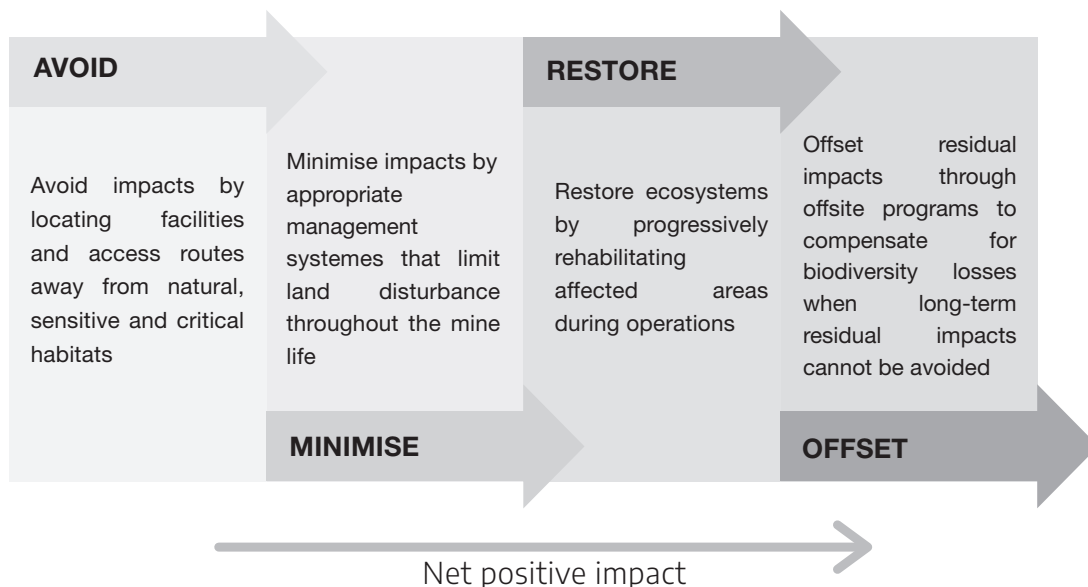 AVOID
Avoid impacts by
locating facilities
and access routes
away from natural,
sensitive and critical
habitats
MINIMISE
Minimise impacts by
appropriate
management
systemes that limit
land disturbance
throughout the mine
life
RESTORE
Restore ecosystems
by progressively
rehabilitating
affected areas
during operations
OFFSET
Offset residual
impacts through
offsite programs to
compensate for
biodiversity losses
when long-term
residual impacts
cannot be avoided
Net positive impact